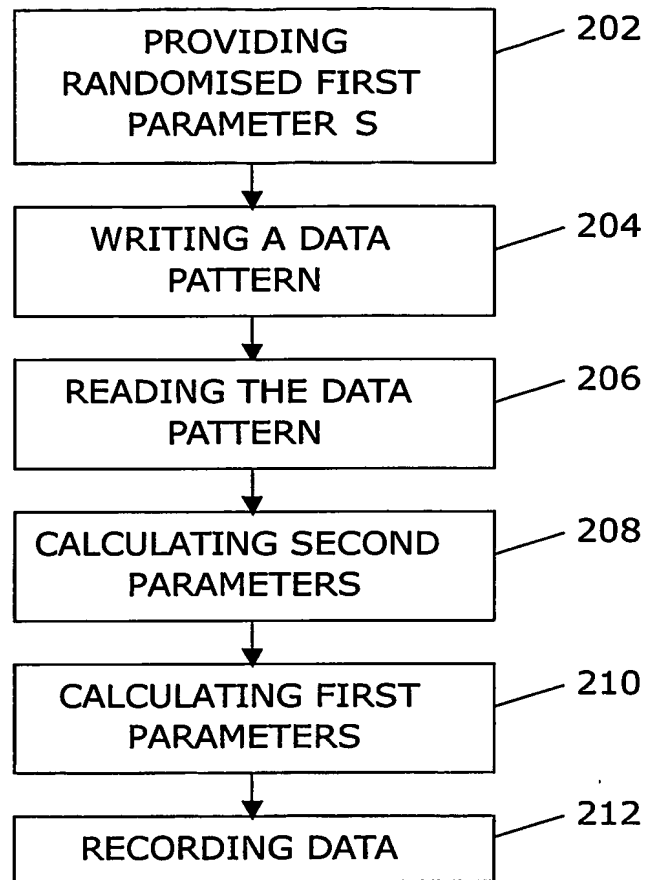 PROVIDING
RANDOMISED FIRST
PARAMETER S
202
WRITING A DATA
PATTERN
204
READING THE DATA
PATTERN
206
CALCULATING SECOND
PARAMETERS
208
CALCULATING FIRST
PARAMETERS
210
RECORDING DATA
212